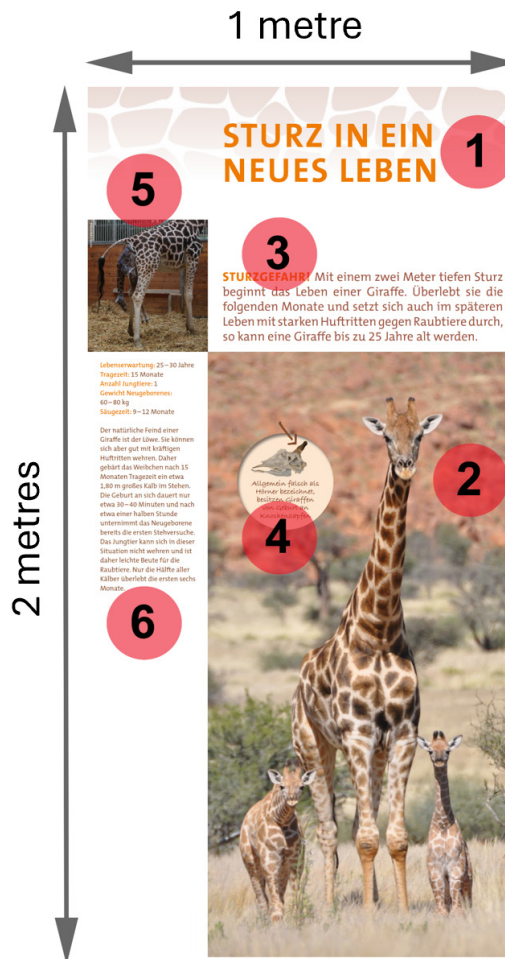 1 metre
2 metres
STURZ IN EIN
NEUES LEBEN
1
5
3
STURZGEFAHR! Mit einem zwei Meter tiefen Sturz
beginnt das Leben einer Giraffe. Überlebt sie die
folgenden Monate und setzt sich auch im späteren
Leben mit starken Huftritten gegen Raubtiere durch,
so kann eine Giraffe bis zu 25 Jahre alt werden.
Lebenserwartung: 25–30 Jahre
Tragezeit: 15 Monate
Anzahl Jungtiere: 1
Gewicht Neugeborenes:
60–80 kg
Säugezeit: 9–12 Monate
Der natürliche Feind einer
Giraffe ist der Löwe. Sie können
sich aber gut mit kräftigen
Huftritten wehren. Daher
gebärt das Weibchen nach 15
Monaten Tragezeit ein etwa
1,80 m großes Kalb im Stehen.
Die Geburt an sich dauert nur
etwa 30–40 Minuten und nach
etwa einer halben Stunde
unternimmt das Neugeborene
bereits die ersten Stehversuche.
Das Jungtier kann sich in dieser
Situation nicht wehren und ist
daher leichte Beute für die
Raubtiere. Nur die Hälfte aller
Kälber überlebt die ersten sechs
Monate.
6
Allgemein falsch als
Hörner bezeichnet,
besitzen Giraffen
von Geburt an
Knochenzapfen
4
2